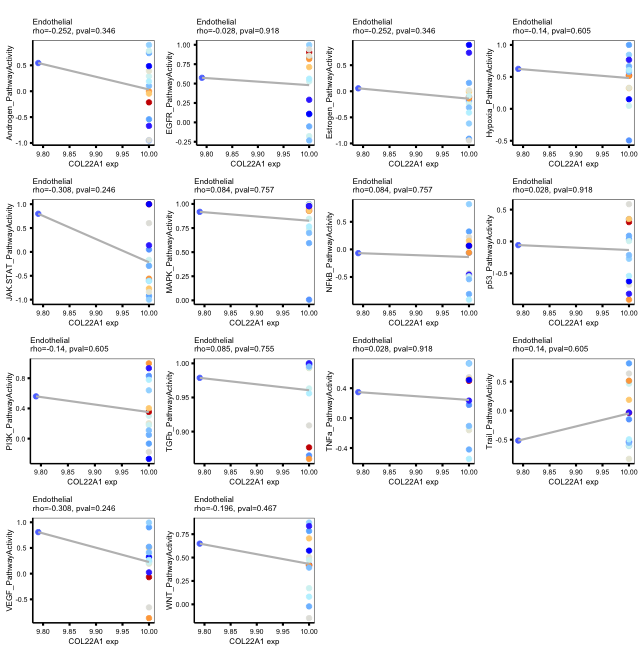 Endothelial
rho=-0.252, pval=0.346
Androgen_PathwayActivity
1.0
0.5
0.0
-0.5
-1.0
9.80 9.85 9.90 9.95 10.00
COL22A1 exp
Endothelial
rho=-0.028, pval=0.918
EGFR_PathwayActivity
1.00
0.75
0.50
0.25
0.00
-0.25
9.80 9.85 9.90 9.95 10.00
COL22A1 exp
Endothelial
rho=-0.252, pval=0.346
Estrogen_PathwayActivity
1.0
0.5
0.0
-0.5
-1.0
9.80 9.85 9.90 9.95 10.00
COL22A1 exp
Endothelial
rho=-0.14, pval=0.605
Hypoxia_PathwayActivity
1.0
0.5
0.0
-0.5
9.80 9.85 9.90 9.95 10.00
COL22A1 exp
Endothelial
rho=-0.308, pval=0.246
JAK.STAT_PathwayActivity
1.0
0.5
0.0
-0.5
-1.0
9.80 9.85 9.90 9.95 10.00
COL22A1 exp
Endothelial
rho=0.084, pval=0.757
MAPK_PathwayActivity
1.00
0.75
0.50
0.25
0.00
9.80 9.85 9.90 9.95 10.00
COL22A1 exp
Endothelial
rho=0.084, pval=0.757
NFkB_PathwayActivity
0.5
0.0
-0.5
9.80 9.85 9.90 9.95 10.00
COL22A1 exp
Endothelial
rho=0.028, pval=0.918
p53_PathwayActivity
0.5
0.0
-0.5
9.80 9.85 9.90 9.95 10.00
COL22A1 exp
Endothelial
rho=-0.14, pval=0.605
PI3K_PathwayActivity
0.8
0.4
0.0
9.80 9.85 9.90 9.95 10.00
COL22A1 exp
Endothelial
rho=0.085, pval=0.755
TGFb_PathwayActivity
1.00
0.95
0.90
9.80 9.85 9.90 9.95 10.00
COL22A1 exp
Endothelial
rho=0.028, pval=0.918
TNFa_PathwayActivity
0.4
0.0
-0.4
9.80 9.85 9.90 9.95 10.00
COL22A1 exp
Endothelial
rho=0.14, pval=0.605
Trail_PathwayActivity
0.5
0.0
-0.5
9.80 9.85 9.90 9.95 10.00
COL22A1 exp
Endothelial
rho=-0.308, pval=0.246
VEGF_PathwayActivity
1.0
0.5
0.0
-0.5
9.80 9.85 9.90 9.95 10.00
COL22A1 exp
Endothelial
rho=-0.196, pval=0.467
WNT_PathwayActivity
0.75
0.50
0.25
0.00
9.80 9.85 9.90 9.95 10.00
COL22A1 exp